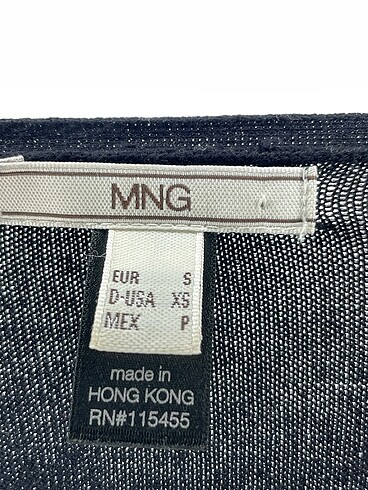 MNG
EUR S
D-USA XS
MEX P
made in
HONG KONG
RN#115455